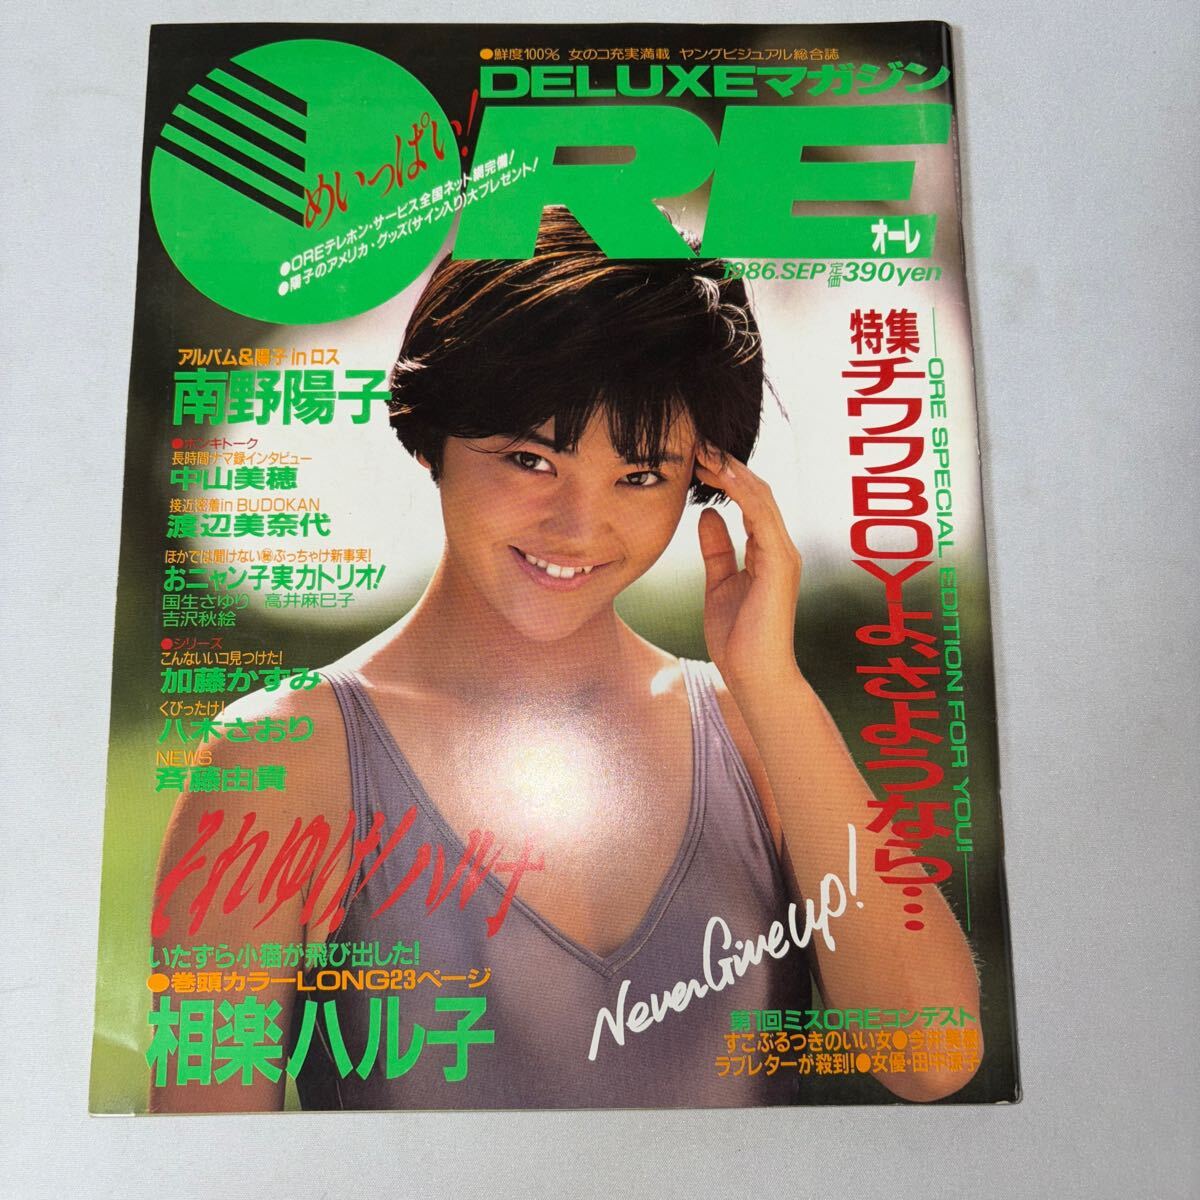 ●鮮度100% 女のコ充実満載 ヤングビジュアル総合誌
DELUXEマガジン
ORE
オーレ
1986.SEP 定価390yen
めいっぱい!
●OREテレホン・サービス全国ネット網完備!
●陽子のアメリカ・グッズ(サイン入り)大プレゼント!
特集
チワワBOYよ、さようなら…
ORE SPECIAL EDITION FOR YOU!
アルバム&陽子 in ロス
南野陽子
●ホンキトーク
長時間ナマ録インタビュー
中山美穂
接近密着in BUDOKAN
渡辺美奈代
ほかでは聞けない㊙ぶっちゃけ新事実!
おニャン子実力トリオ!
国生さゆり 高井麻巳子
吉沢秋絵
●シリーズ
こんないいコ見つけた!
加藤かすみ
くびったけ!
八木さおり
NEWS
斉藤由貴
それゆけ!ハルナ
いたずら小猫が飛び出した!
●巻頭カラーLONG23ページ
相楽ハル子
Never Give up!
第1回ミスOREコンテスト
すこぶるつきのいい女●今井美樹
ラブレターが殺到!●女優・田中涼子